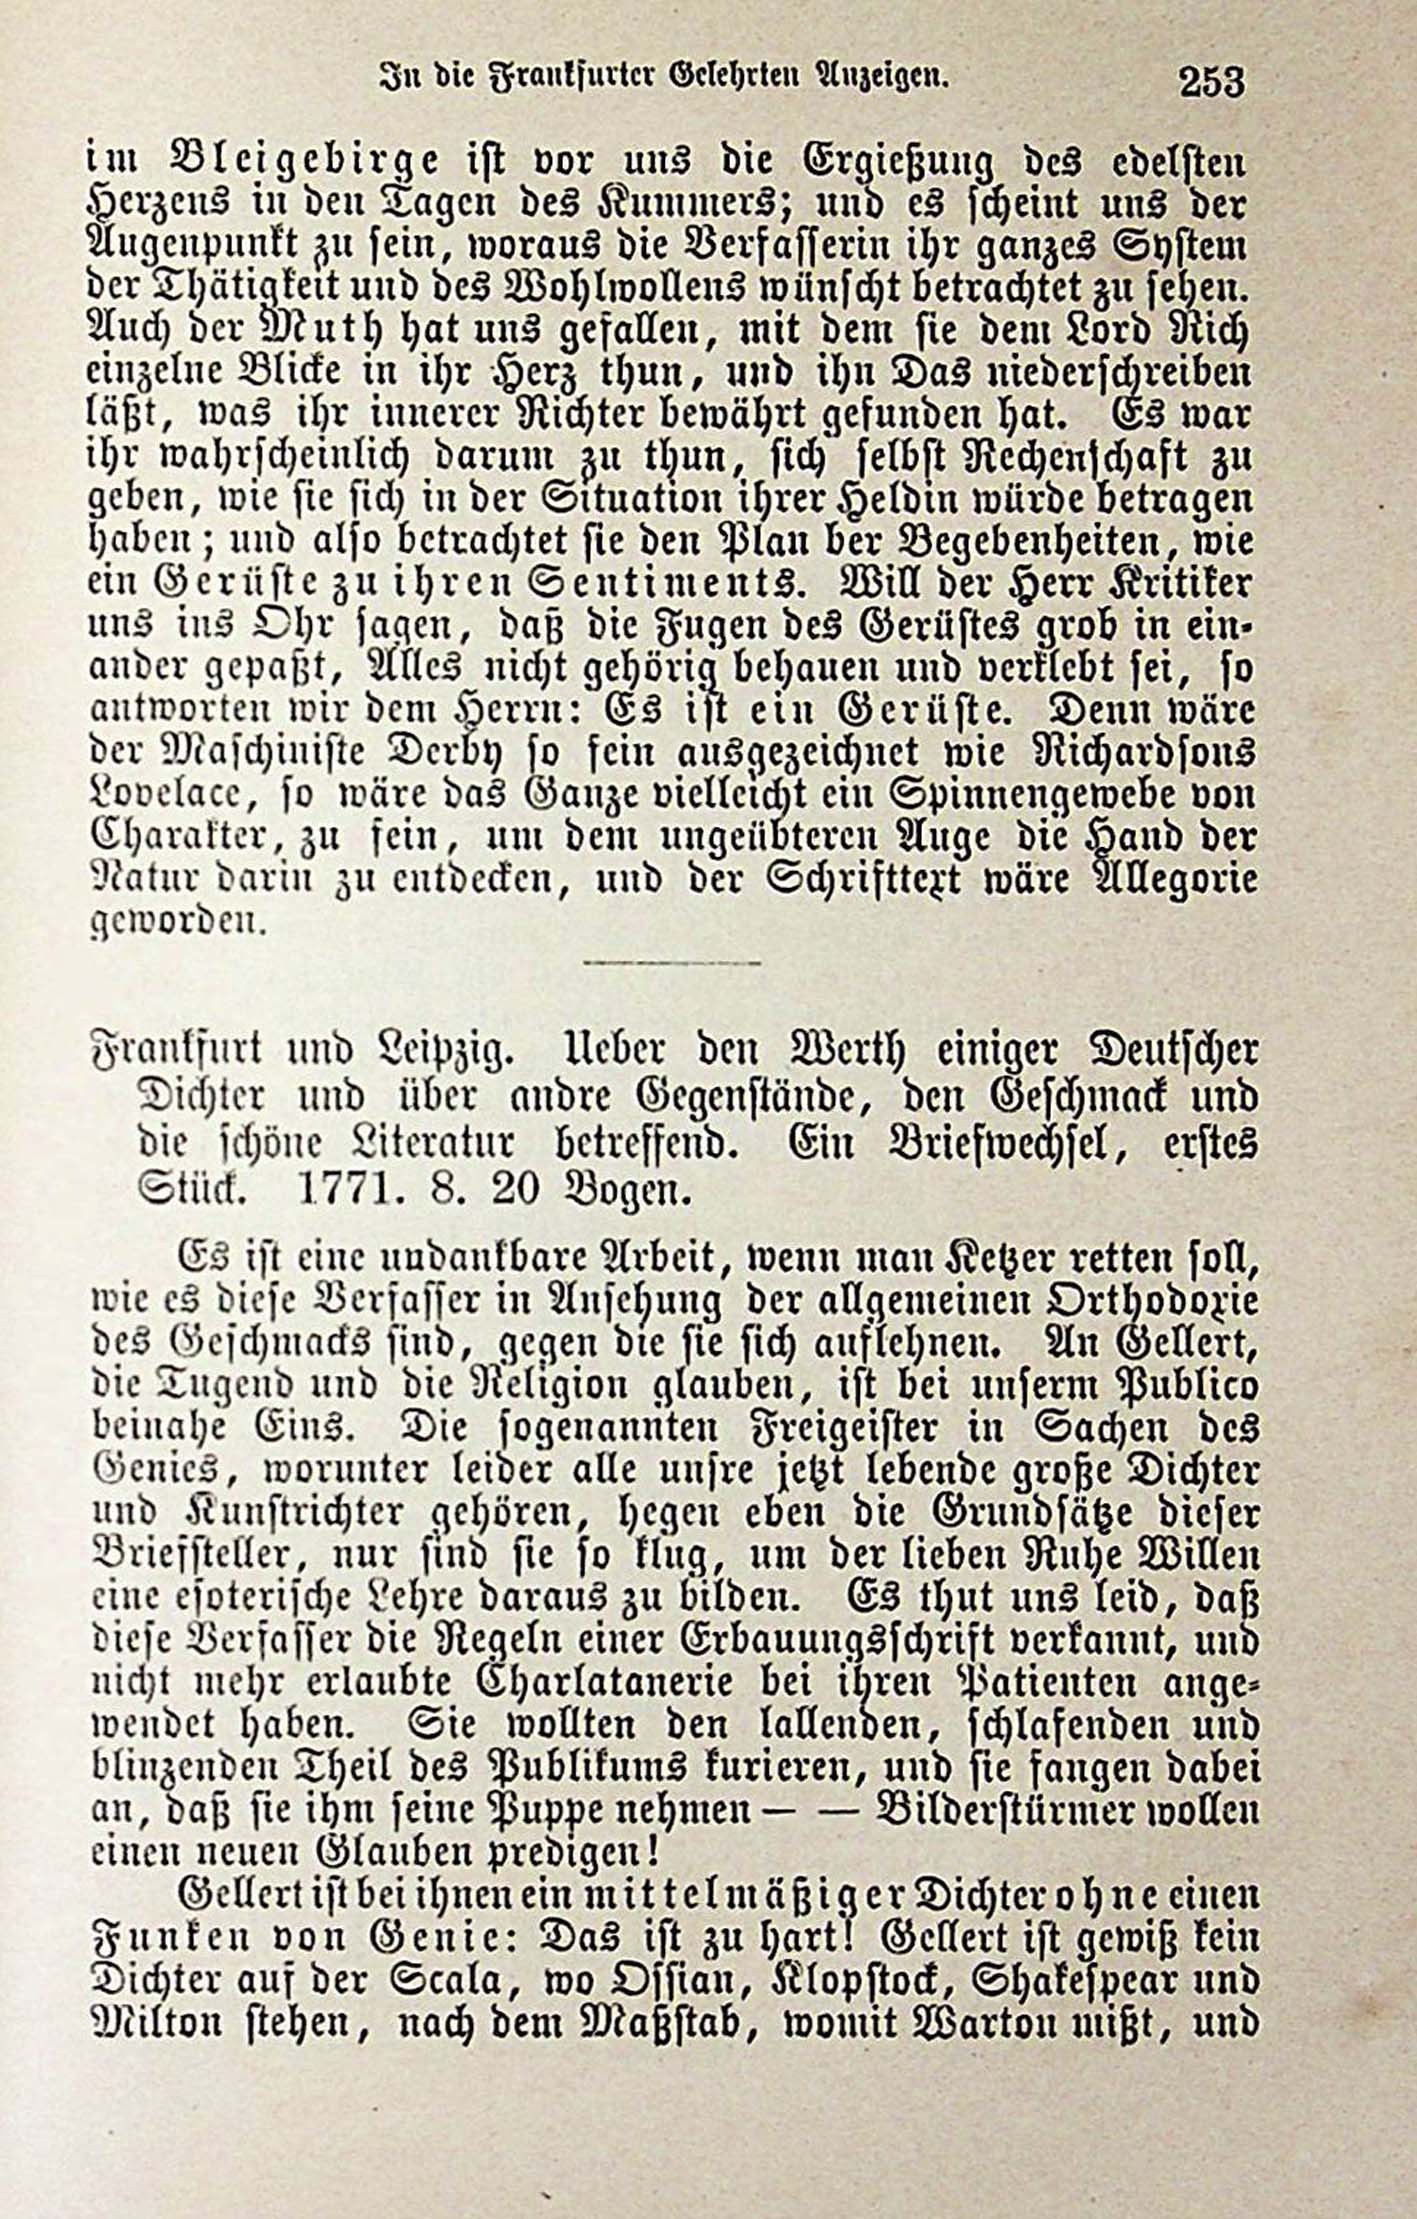 In die Frankfurter Gelehrten Anzeigen. 253
im Bleigebirge ist vor uns die Ergießung des edelsten
Herzens in den Tagen des Kummers; und es scheint uns der
Augenpunkt zu sein, woraus die Verfasserin ihr ganzes System
der Thätigkeit und des Wohlwollens wünscht betrachtet zu sehen.
Auch der Muth hat uns gefallen, mit dem sie dem Lord Rich
einzelne Blicke in ihr Herz thun, und ihn Das niederschreiben
läßt, was ihr innerer Richter bewährt gefunden hat. Es war
ihr wahrscheinlich darum zu thun, sich selbst Rechenschaft zu
geben, wie sie sich in der Situation ihrer Heldin würde betragen
haben; und also betrachtet sie den Plan ber Begebenheiten, wie
ein Gerüste zu ihren Sentiments. Will der Herr Kritiker
uns ins Ohr sagen, daß die Fugen des Gerüstes grob in ein-
ander gepaßt, Alles nicht gehörig behauen und verklebt sei, so
antworten wir dem Herrn: Es ist ein Gerüste. Denn wäre
der Maschiniste Derby so fein ausgezeichnet wie Richardsons
Lovelace, so wäre das Ganze vielleicht ein Spinnengewebe von
Charakter, zu fein, um dem ungeübteren Auge die Hand der
Natur darin zu entdecken, und der Schrifttext wäre Allegorie
geworden.
Frankfurt und Leipzig. Ueber den Werth einiger Deutscher
Dichter und über andre Gegenstände, den Geschmack und
die schöne Literatur betreffend. Ein Briefwechsel, erstes
Stück. 1771. 8. 20 Bogen.
Es ist eine undankbare Arbeit, wenn man Ketzer retten soll,
wie es diese Verfasser in Ansehung der allgemeinen Orthodoxie
des Geschmacks sind, gegen die sie sich auflehnen. An Gellert,
die Tugend und die Religion glauben, ist bei unserm Publico
beinahe Eins. Die sogenannten Freigeister in Sachen des
Genies, worunter leider alle unsre jetzt lebende große Dichter
und Kunstrichter gehören, hegen eben die Grundsätze dieser
Briefsteller, nur sind sie so klug, um der lieben Ruhe Willen
eine esoterische Lehre daraus zu bilden. Es thut uns leid, daß
diese Verfasser die Regeln einer Erbauungsschrift verkannt, und
nicht mehr erlaubte Charlatanerie bei ihren Patienten ange-
wendet haben. Sie wollten den lallenden, schlafenden und
blinzenden Theil des Publikums kurieren, und sie fangen dabei
an, daß sie ihm seine Puppe nehmen — — Bilderstürmer wollen
einen neuen Glauben predigen!
Gellert ist bei ihnen ein mittelmäßiger Dichter ohne einen
Funken von Genie: Das ist zu hart! Gellert ist gewiß kein
Dichter auf der Scala, wo Ossian, Klopstock, Shakespear und
Milton stehen, nach dem Maßstab, womit Warton mißt, und